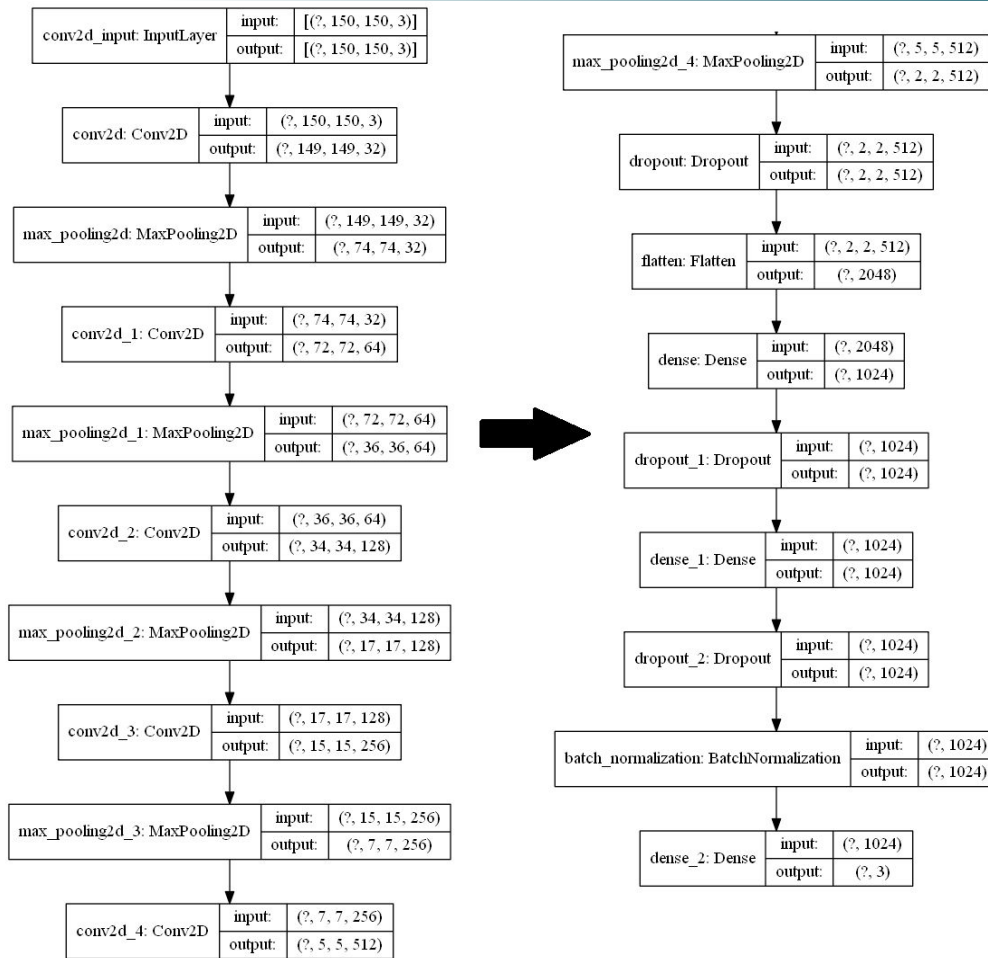 conv2d_input: InputLayer input: [(?, 150, 150, 3)]
output: [(?, 150, 150, 3)]
conv2d: Conv2D input: (?, 150, 150, 3)
output: (?, 149, 149, 32)
max_pooling2d: MaxPooling2D input: (?, 149, 149, 32)
output: (?, 74, 74, 32)
conv2d_1: Conv2D input: (?, 74, 74, 32)
output: (?, 72, 72, 64)
max_pooling2d_1: MaxPooling2D input: (?, 72, 72, 64)
output: (?, 36, 36, 64)
conv2d_2: Conv2D input: (?, 36, 36, 64)
output: (?, 34, 34, 128)
max_pooling2d_2: MaxPooling2D input: (?, 34, 34, 128)
output: (?, 17, 17, 128)
conv2d_3: Conv2D input: (?, 17, 17, 128)
output: (?, 15, 15, 256)
max_pooling2d_3: MaxPooling2D input: (?, 15, 15, 256)
output: (?, 7, 7, 256)
conv2d_4: Conv2D input: (?, 7, 7, 256)
output: (?, 5, 5, 512)
max_pooling2d_4: MaxPooling2D input: (?, 5, 5, 512)
output: (?, 2, 2, 512)
dropout: Dropout input: (?, 2, 2, 512)
output: (?, 2, 2, 512)
flatten: Flatten input: (?, 2, 2, 512)
output: (?, 2048)
dense: Dense input: (?, 2048)
output: (?, 1024)
dropout_1: Dropout input: (?, 1024)
output: (?, 1024)
dense_1: Dense input: (?, 1024)
output: (?, 1024)
dropout_2: Dropout input: (?, 1024)
output: (?, 1024)
batch_normalization: BatchNormalization input: (?, 1024)
output: (?, 1024)
dense_2: Dense input: (?, 1024)
output: (?, 3)